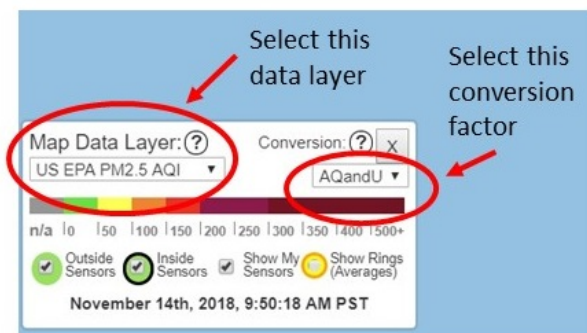 Select this
data layer
Select this
conversion
factor
Map Data Layer: ? Conversion: ? X
US EPA PM2.5 AQI ▼ AQandU ▼
n/a 0 50 100 150 200 250 300 350 400 500+
Outside
Sensors
Inside
Sensors
Show My
Sensors
Show Rings
(Averages)
November 14th, 2018, 9:50:18 AM PST